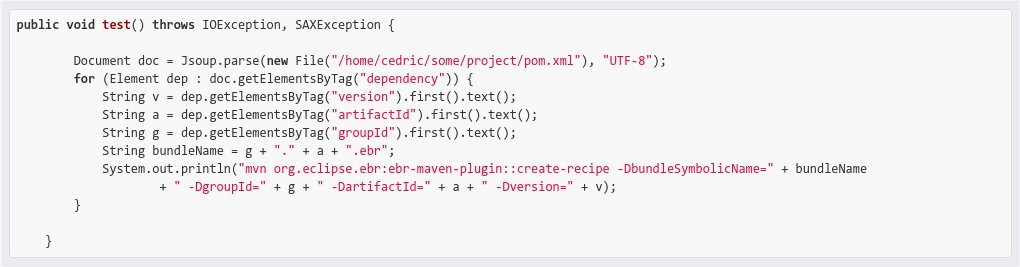 public void test() throws IOException, SAXException {
Document doc = Jsoup.parse(new File("/home/cedric/some/project/pom.xml"), "UTF-8");
for (Element dep : doc.getElementsByTag("dependency")) {
String v = dep.getElementsByTag("version").first().text();
String a = dep.getElementsByTag("artifactId").first().text();
String g = dep.getElementsByTag("groupId").first().text();
String bundleName = g + "." + a + ".ebr";
System.out.println("mvn org.eclipse.ebr:ebr-maven-plugin::create-recipe -DbundleSymbolicName=" + bundleName
+ " -DgroupId=" + g + " -DartifactId=" + a + " -Dversion=" + v);
}
}